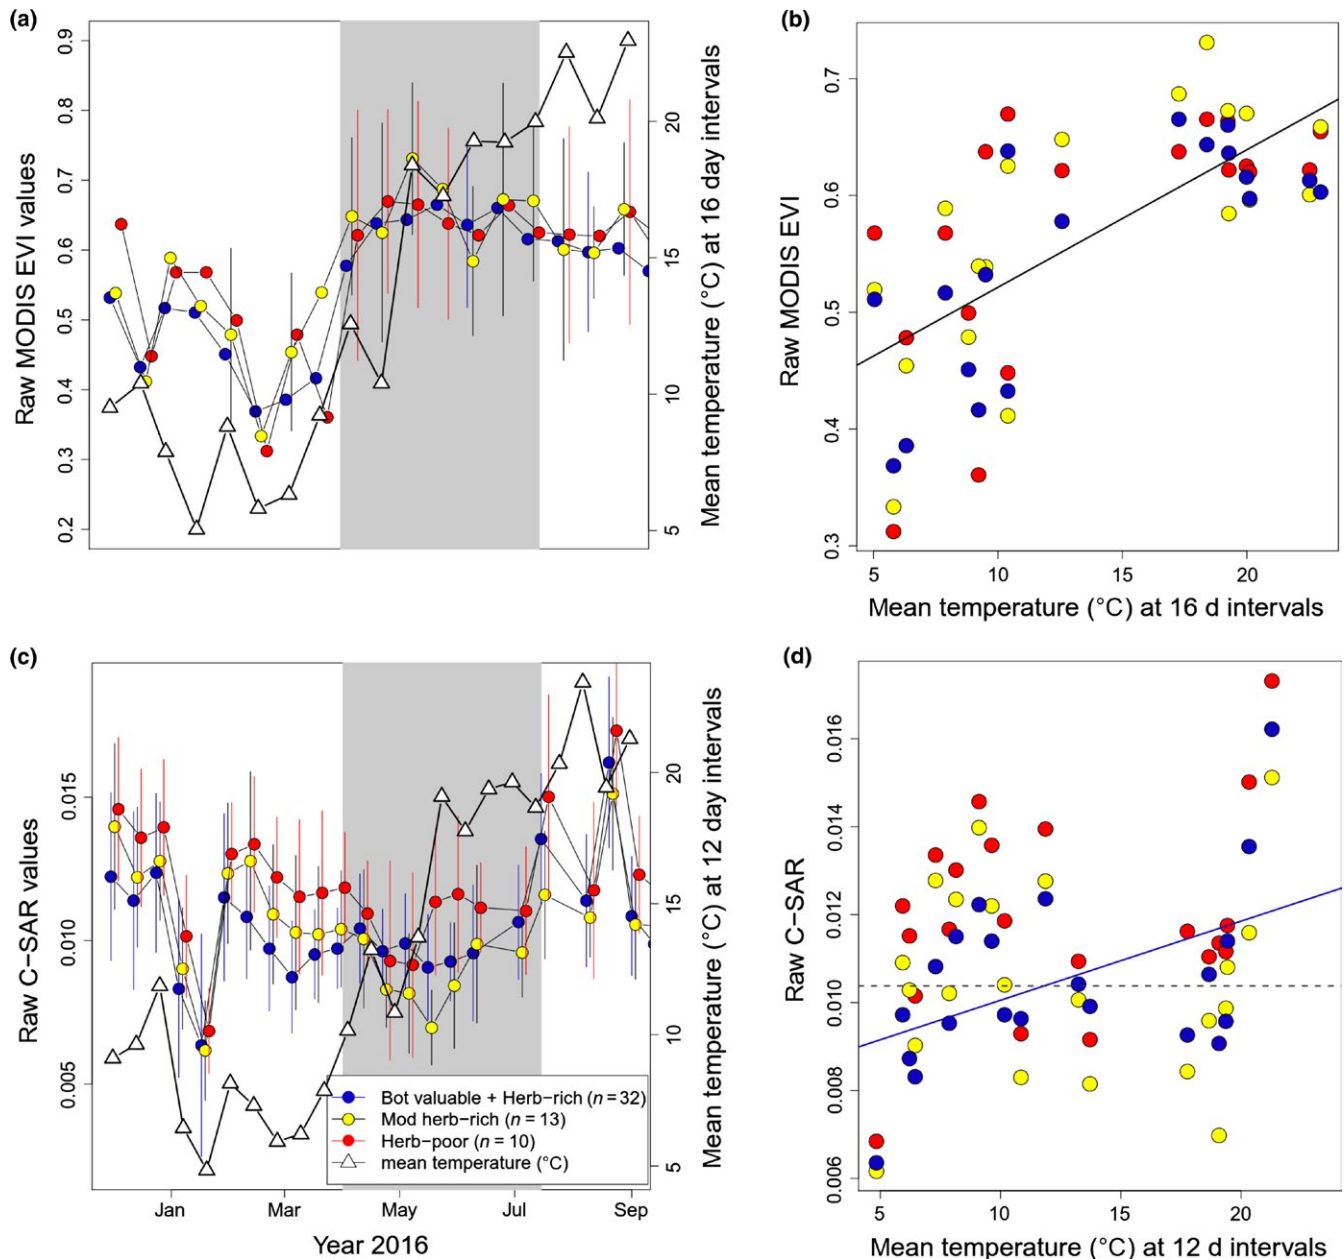 (a)
Raw MODIS EVI values
0.9
0.8
0.7
0.6
0.5
0.4
0.3
0.2
20
15
10
5
Mean temperature (°C) at 16 day intervals
(b)
Raw MODIS EVI
0.7
0.6
0.5
0.4
0.3
5
10
15
20
Mean temperature (°C) at 16 d intervals
(c)
Raw C-SAR values
0.015
0.010
0.005
20
15
10
5
Mean temperature (°C) at 12 day intervals
Bot valuable + Herb−rich (n = 32)
Mod herb−rich (n = 13)
Herb−poor (n = 10)
mean temperature (°C)
Jan
Mar
May
Jul
Sep
Year 2016
(d)
Raw C−SAR
0.016
0.014
0.012
0.010
0.008
0.006
5
10
15
20
Mean temperature (°C) at 12 d intervals